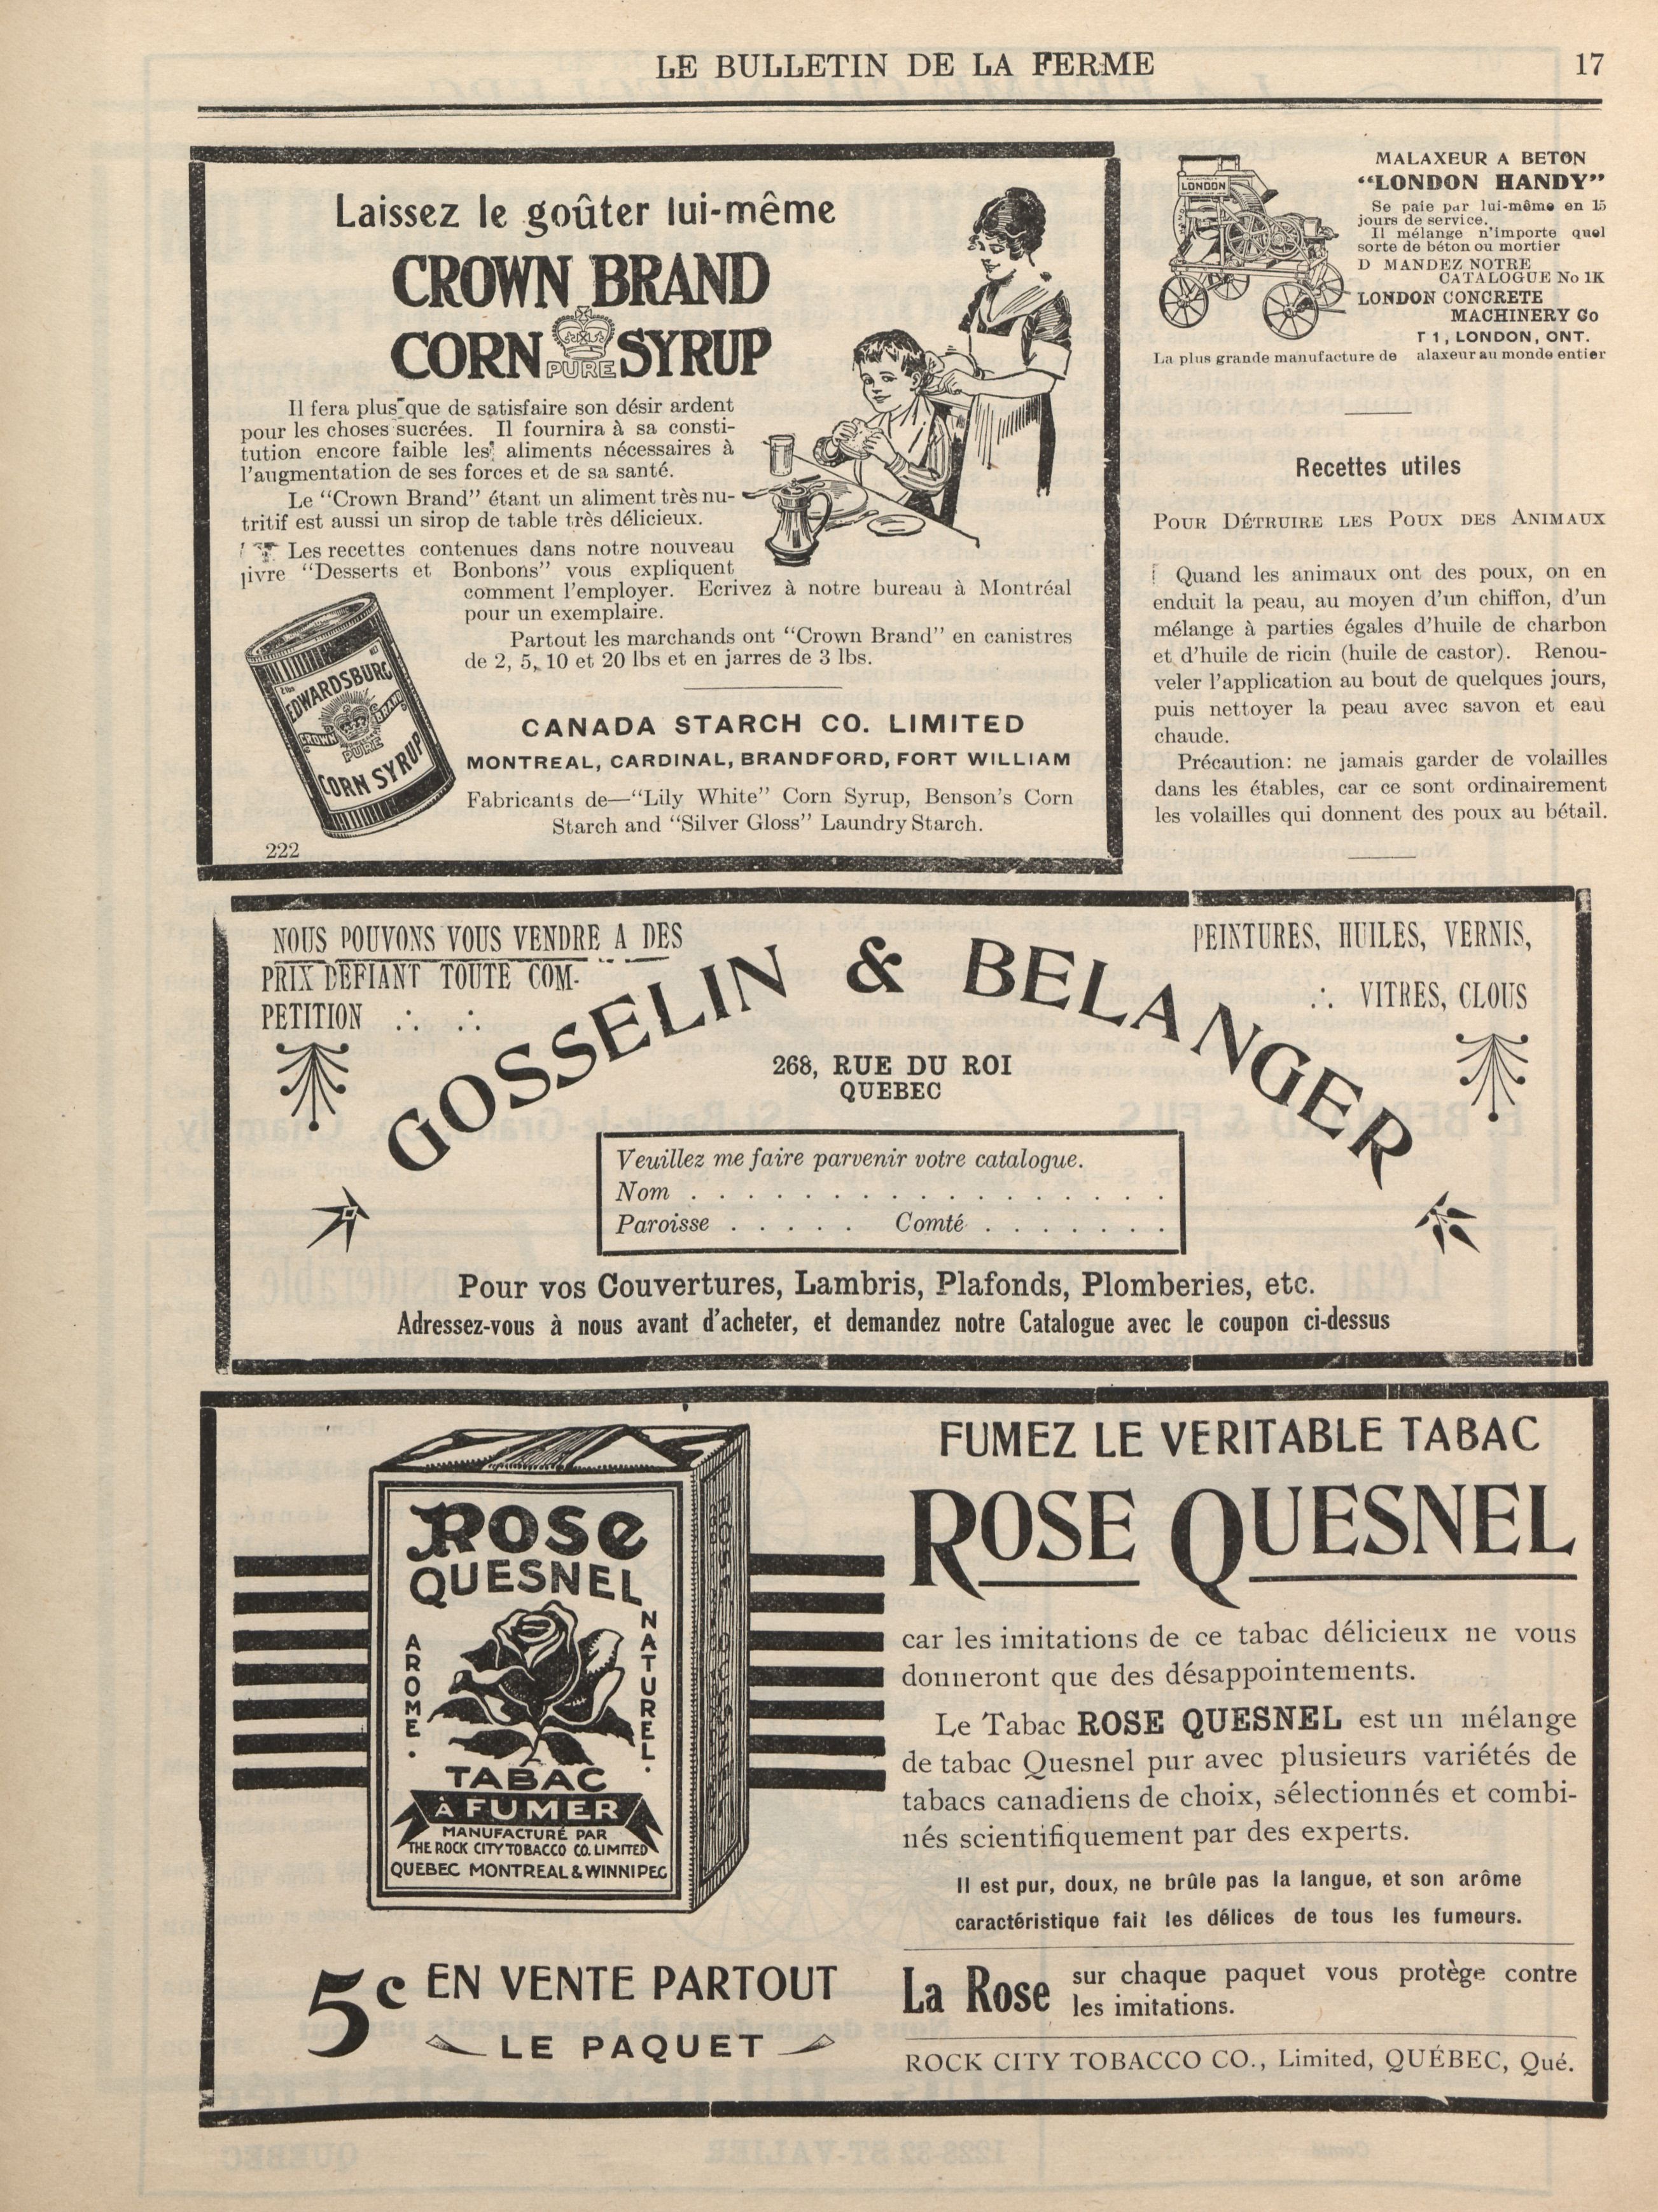 LE BULLETIN DE LA FERME
17
Laissez le goûter lui-même
CROWN BRAND
CORN SYRUP
PURE
Il fera plus que de satisfaire son désir ardent
pour les choses sucrées. Il fournira à sa consti-
tution encore faible les aliments nécessaires à
l'augmentation de ses forces et de sa santé.
Le "Crown Brand" étant un aliment très nu-
tritif est aussi un sirop de table très délicieux.
Les recettes contenues dans notre nouveau
livre "Desserts et Bonbons" vous expliquent
comment l'employer. Ecrivez à notre bureau à Montréal
pour un exemplaire.
Partout les marchands ont "Crown Brand" en canistres
de 2, 5, 10 et 20 lbs et en jarres de 3 lbs.
EDWARDSBURG
CROWN BRAND
PURE
CORN SYRUP
CANADA STARCH CO. LIMITED
MONTREAL, CARDINAL, BRANDFORD, FORT WILLIAM
Fabricants de—"Lily White" Corn Syrup, Benson's Corn
Starch and "Silver Gloss" Laundry Starch.
222
LONDON
MALAXEUR A BETON
"LONDON HANDY"
Se paie par lui-même en 15
jours de service.
Il mélange n'importe quel
sorte de béton ou mortier
D MANDEZ NOTRE
CATALOGUE No 1K
LONDON CONCRETE
MACHINERY Co
T 1, LONDON, ONT.
La plus grande manufacture de alaxeur au monde entier
Recettes utiles
POUR DÉTRUIRE LES POUX DES ANIMAUX
Quand les animaux ont des poux, on en
enduit la peau, au moyen d'un chiffon, d'un
mélange à parties égales d'huile de charbon
et d'huile de ricin (huile de castor). Renou-
veler l'application au bout de quelques jours,
puis nettoyer la peau avec savon et eau
chaude.
Précaution: ne jamais garder de volailles
dans les étables, car ce sont ordinairement
les volailles qui donnent des poux au bétail.
NOUS POUVONS VOUS VENDRE A DES
PRIX DEFIANT TOUTE COM-
PETITION ∴ ∴
PEINTURES, HUILES, VERNIS,
∴ VITRES, CLOUS
GOSSELIN & BELANGER
268, RUE DU ROI
QUEBEC
Veuillez me faire parvenir votre catalogue.
Nom . . . . . . . . . . . . . . . . .
Paroisse . . . . . Comté . . . . . . .
Pour vos Couvertures, Lambris, Plafonds, Plomberies, etc.
Adressez-vous à nous avant d'acheter, et demandez notre Catalogue avec le coupon ci-dessus
ROSE
QUESNEL
AROME.
NATUREL.
TABAC
À FUMER
MANUFACTURÉ PAR
THE ROCK CITY TOBACCO CO. LIMITED
QUEBEC MONTREAL & WINNIPEG
5c EN VENTE PARTOUT
LE PAQUET
FUMEZ LE VERITABLE TABAC
ROSE QUESNEL
car les imitations de ce tabac délicieux ne vous
donneront que des désappointements.
Le Tabac ROSE QUESNEL est un mélange
de tabac Quesnel pur avec plusieurs variétés de
tabacs canadiens de choix, sélectionnés et combi-
nés scientifiquement par des experts.
Il est pur, doux, ne brûle pas la langue, et son arôme
caractéristique fait les délices de tous les fumeurs.
La Rose sur chaque paquet vous protège contre
les imitations.
ROCK CITY TOBACCO CO., Limited, QUÉBEC, Qué.